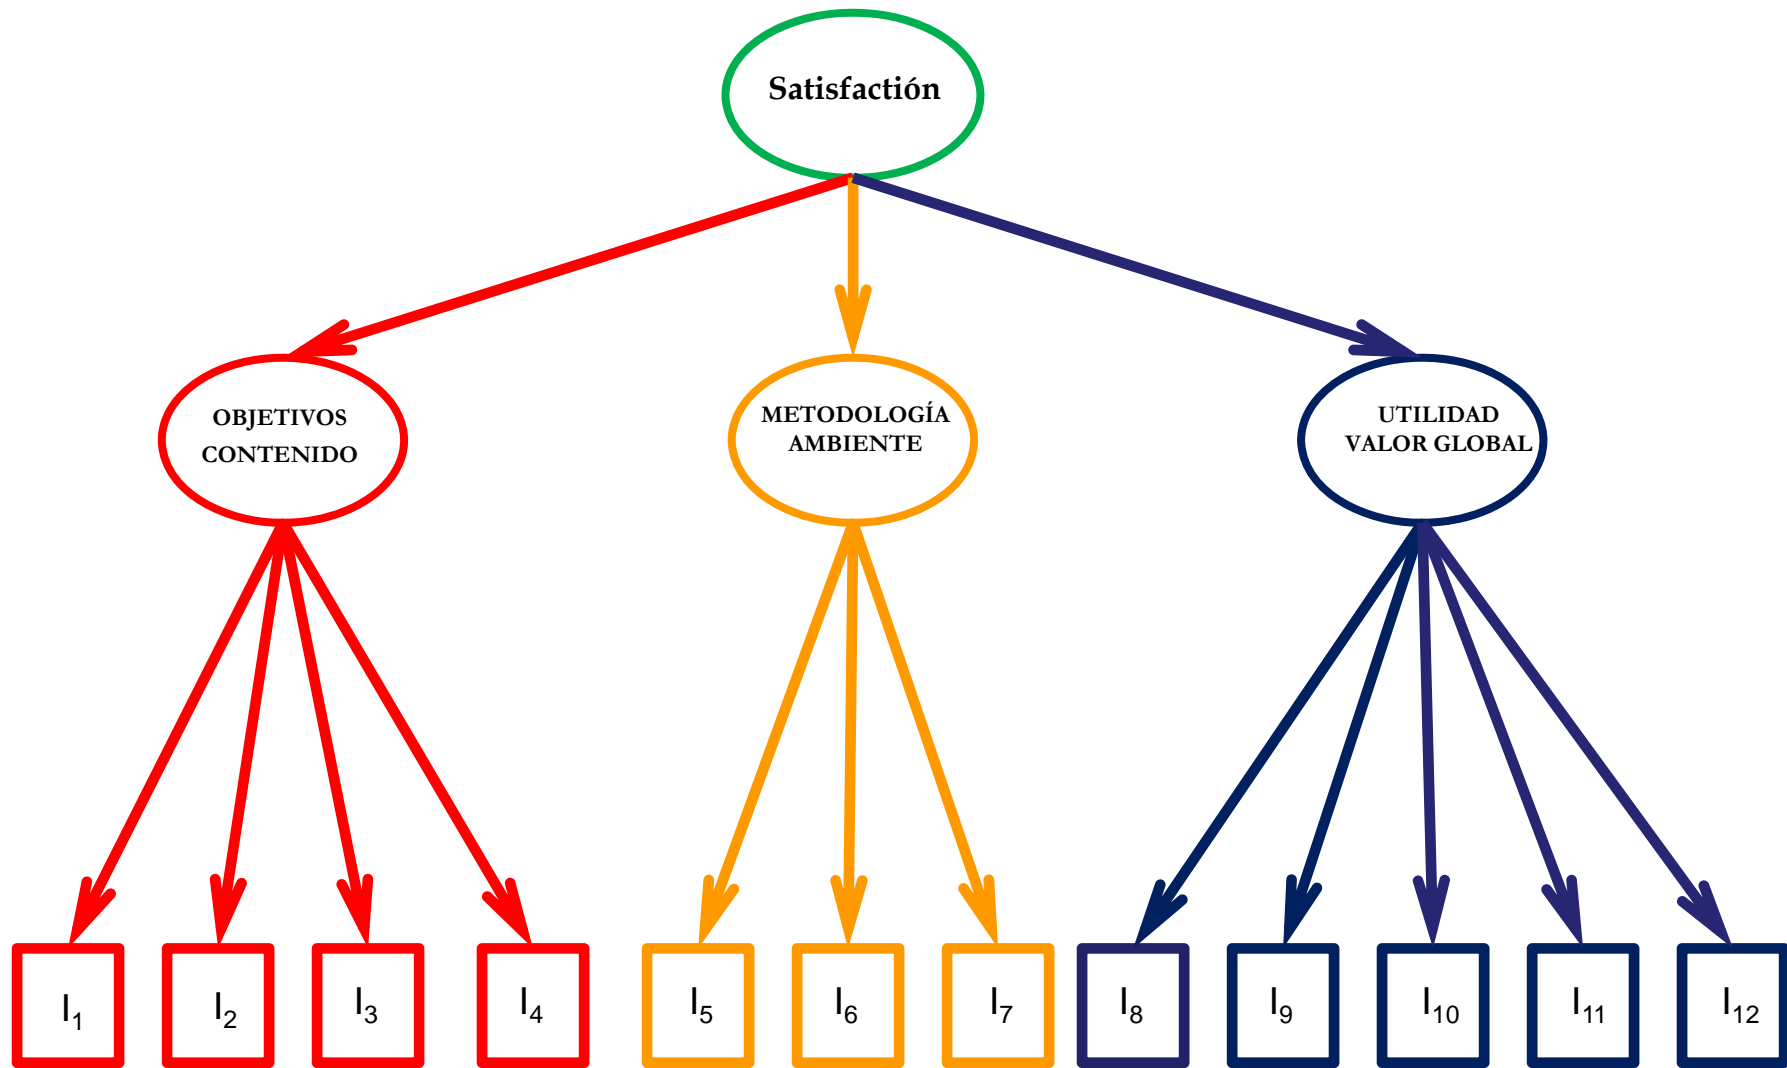 Satisfactión
OBJETIVOS
CONTENIDO
METODOLOGÍA
AMBIENTE
UTILIDAD
VALOR GLOBAL
I1
I2
I3
I4
I5
I6
I7
I8
I9
I10
I11
I12